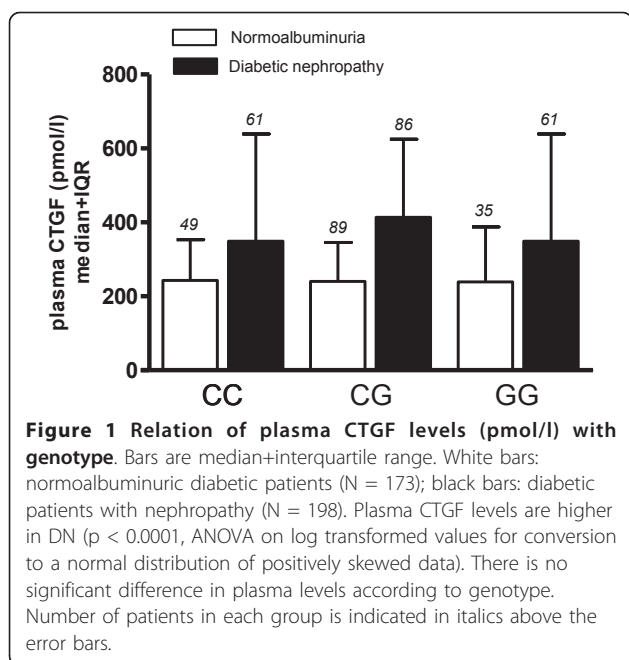 Normoalbuminuria
Diabetic nephropathy
plasma CTGF (pmol/l)
median+IQR
800
600
400
200
0
49
61
89
86
35
61
CC
CG
GG
Figure 1 Relation of plasma CTGF levels (pmol/l) with
genotype. Bars are median+interquartile range. White bars:
normoalbuminuric diabetic patients (N = 173); black bars: diabetic
patients with nephropathy (N = 198). Plasma CTGF levels are higher
in DN (p < 0.0001, ANOVA on log transformed values for conversion
to a normal distribution of positively skewed data). There is no
significant difference in plasma levels according to genotype.
Number of patients in each group is indicated in italics above the
error bars.